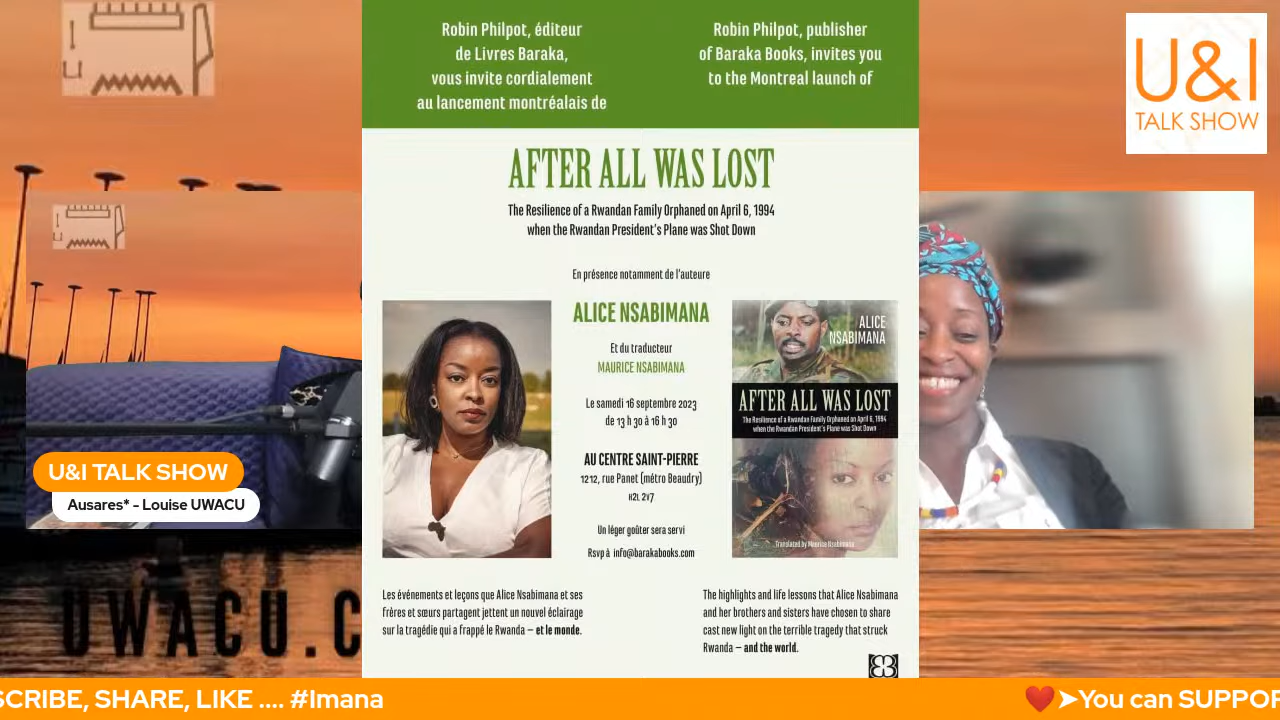 Robin Philpot, éditeur
de Livres Baraka,
vous invite cordialement
au lancement montréalais de
Robin Philpot, publisher
of Baraka Books, invites you
to the Montreal launch of
U&I
TALK SHOW
AFTER ALL WAS LOST
The Resilience of a Rwandan Family Orphaned on April 6, 1994
when the Rwandan President's Plane was Shot Down
En présence notamment de l'auteure
ALICE NSABIMANA
Et du traducteur
MAURICE NSABIMANA
Le samedi 16 septembre 2023
de 13 h 30 à 16 h 30
AU CENTRE SAINT-PIERRE
1212, rue Panet (métro Beaudry)
H2L 2Y7
Un léger goûter sera servi
Rsvp à info@barakabooks.com
ALICE
NSABIMANA
AFTER ALL WAS LOST
The Resilience of a Rwandan Family Orphaned on April 6, 1994
when the Rwandan President's Plane was Shot Down
Translated by Maurice Nsabimana
U&I TALK SHOW
Ausares* - Louise UWACU
Les événements et leçons que Alice Nsabimana et ses
frères et sœurs partagent jettent un nouvel éclairage
sur la tragédie qui a frappé le Rwanda – et le monde.
The highlights and life lessons that Alice Nsabimana
and her brothers and sisters have chosen to share
cast new light on the terrible tragedy that struck
Rwanda – and the world.
UWACU.C
SCRIBE, SHARE, LIKE .... #Imana
❤️➤You can SUPPOR